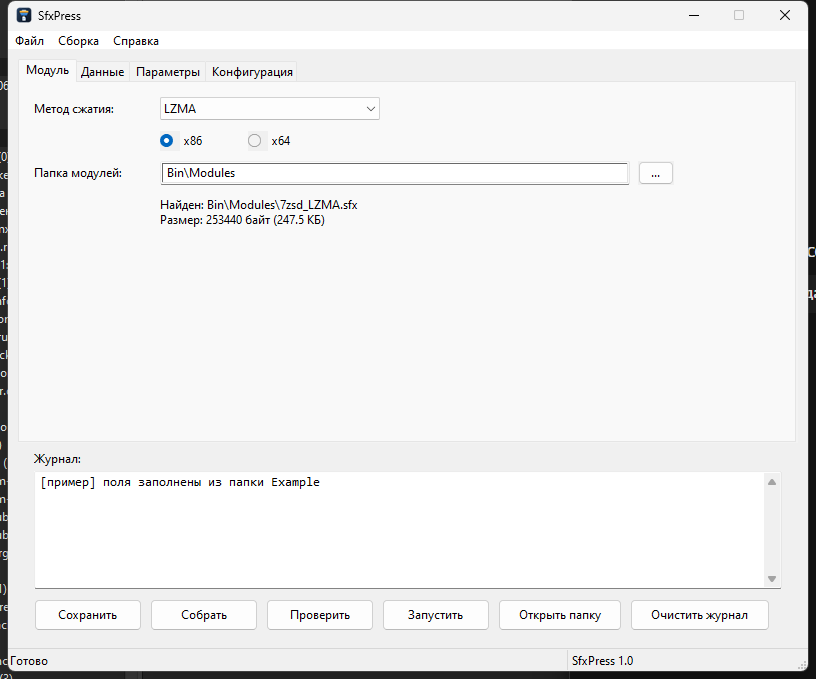 SfxPress
Файл Сборка Справка
Модуль Данные Параметры Конфигурация
Метод сжатия: LZMA
x86 x64
Папка модулей: Bin\Modules ...
Найден: Bin\Modules\7zsd_LZMA.sfx
Размер: 253440 байт (247.5 КБ)
Журнал:
[пример] поля заполнены из папки Example
Сохранить Собрать Проверить Запустить Открыть папку Очистить журнал
Готово SfxPress 1.0